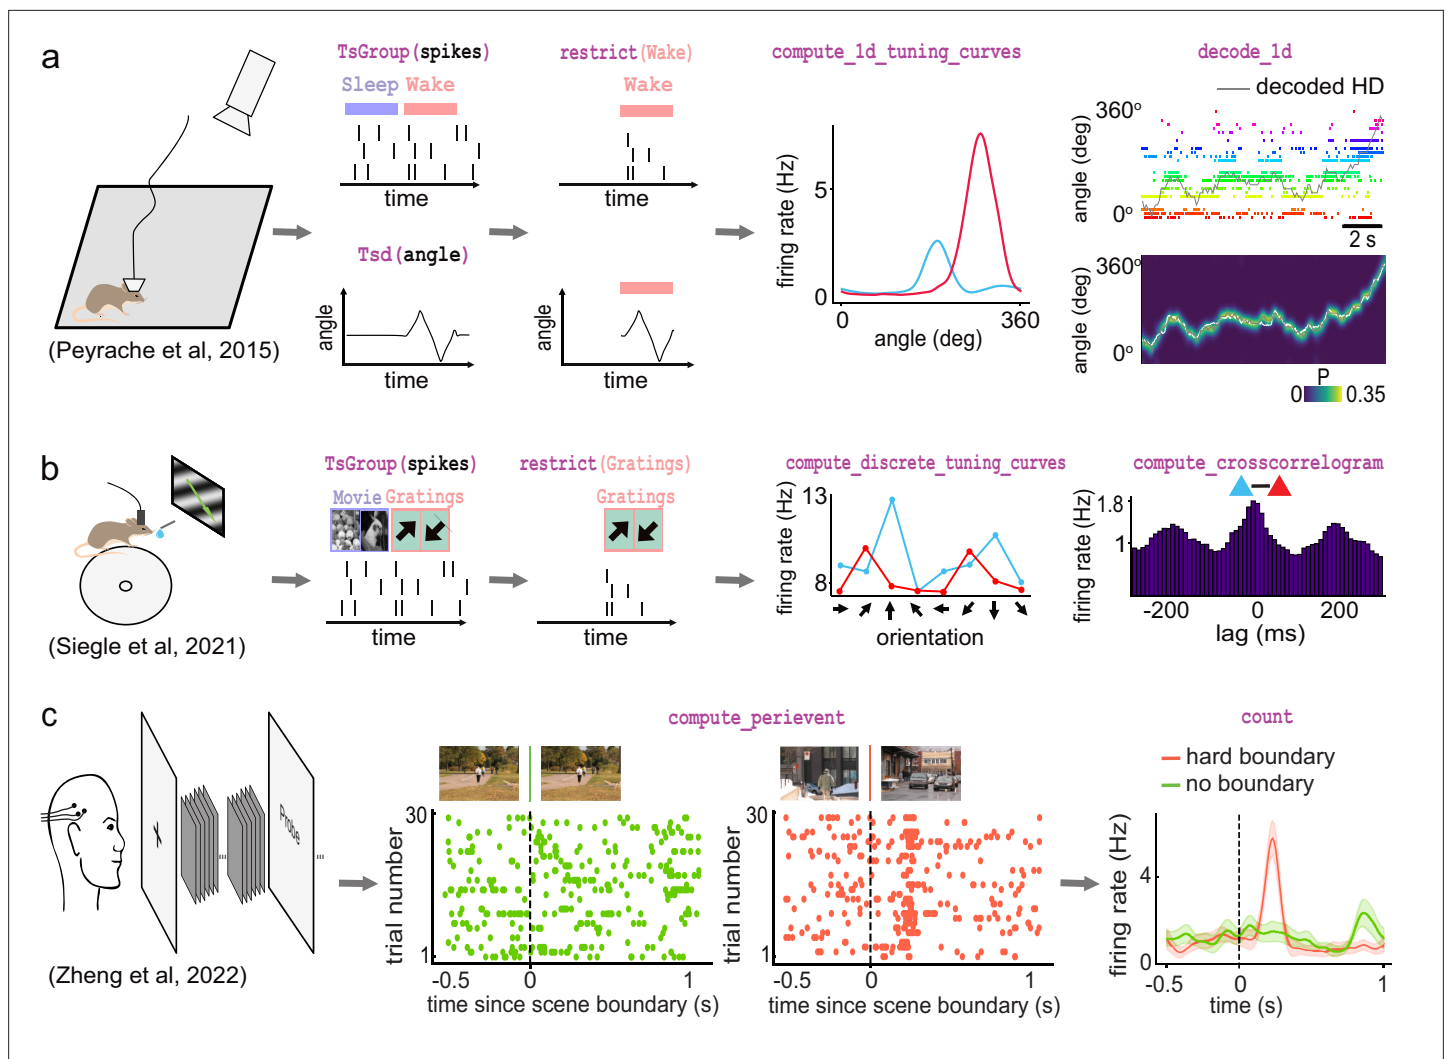 a
TsGroup(spikes)
Sleep Wake
time
Tsd(angle)
angle
time
(Peyrache et al, 2015)
restrict(Wake)
Wake
time
angle
time
compute_1d_tuning_curves
firing rate (Hz)
5
0
0
360
angle (deg)
decode_1d
decoded HD
360°
angle (deg)
0°
2 s
360°
angle (deg)
0°
P
0 0.35
b
(Siegle et al, 2021)
TsGroup(spikes)
Movie Gratings
time
restrict(Gratings)
Gratings
time
compute_discrete_tuning_curves
firing rate (Hz)
13
8
orientation
compute_crosscorrelogram
firing rate (Hz)
1.8
1
-200 0 200
lag (ms)
c
Probe
(Zheng et al, 2022)
compute_perievent
trial number
30
1
-0.5 0 1
time since scene boundary (s)
trial number
30
1
-0.5 0 1
time since scene boundary (s)
count
hard boundary
no boundary
firing rate (Hz)
4
0
-0.5 0 1
time (s)